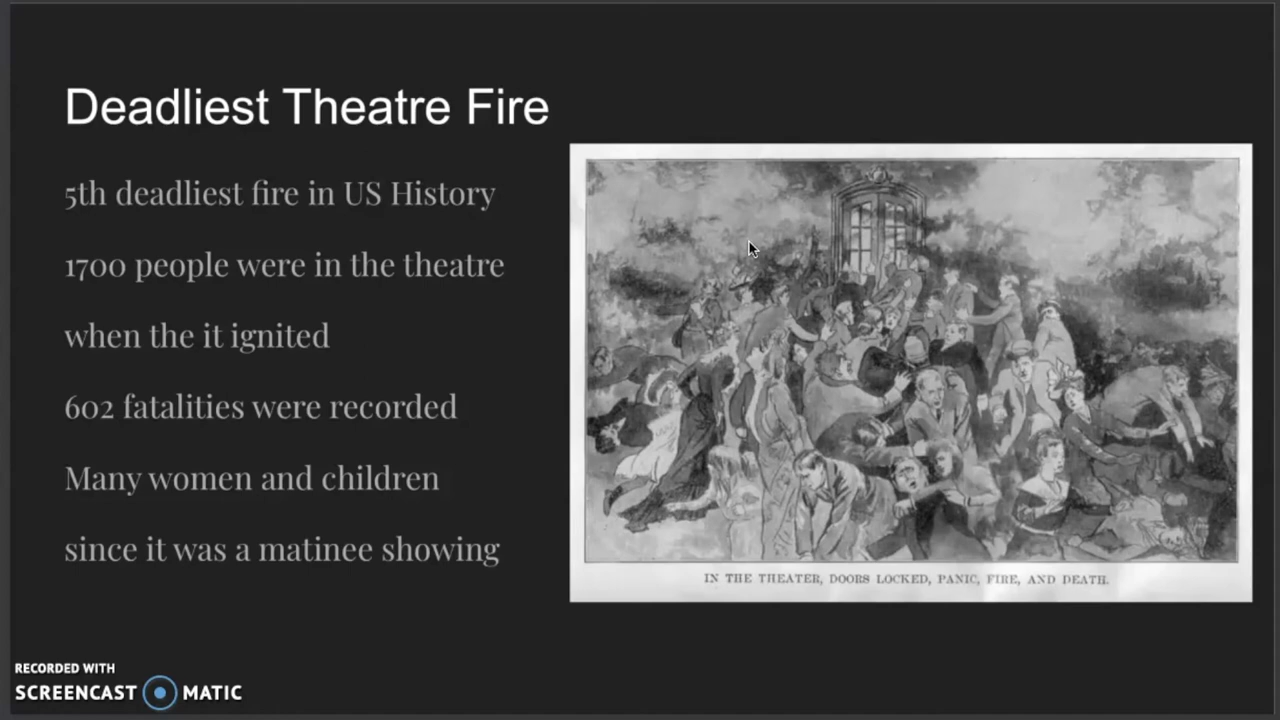 Deadliest Theatre Fire
5th deadliest fire in US History
1700 people were in the theatre
when the it ignited
602 fatalities were recorded
Many women and children
since it was a matinee showing
IN THE THEATER, DOORS LOCKED, PANIC, FIRE, AND DEATH.
RECORDED WITH
SCREENCAST MATIC